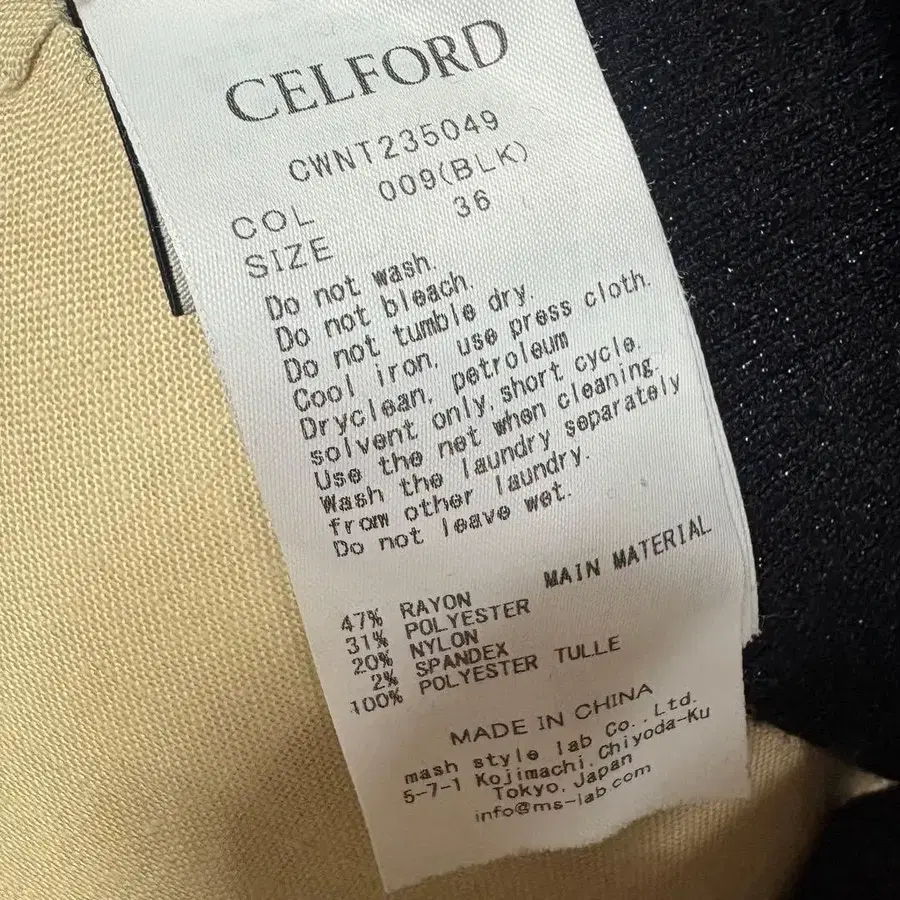 CELFORD
CWNT235049
COL 009(BLK)
SIZE 36
Do not wash.
Do not bleach.
Do not tumble dry.
Cool iron. use press cloth.
Dryclean. petroleum
solvent only. short cycle.
Use the net when cleaning.
Wash the laundry separately
from other laundry.
Do not leave wet.
MAIN MATERIAL
47% RAYON
31% POLYESTER
20% NYLON
2% SPANDEX
100% POLYESTER TULLE
MADE IN CHINA
mash style lab Co.,Ltd.
5-7-1 Kojimachi.Chiyoda-Ku
Tokyo.Japan
info@ms-lab.com